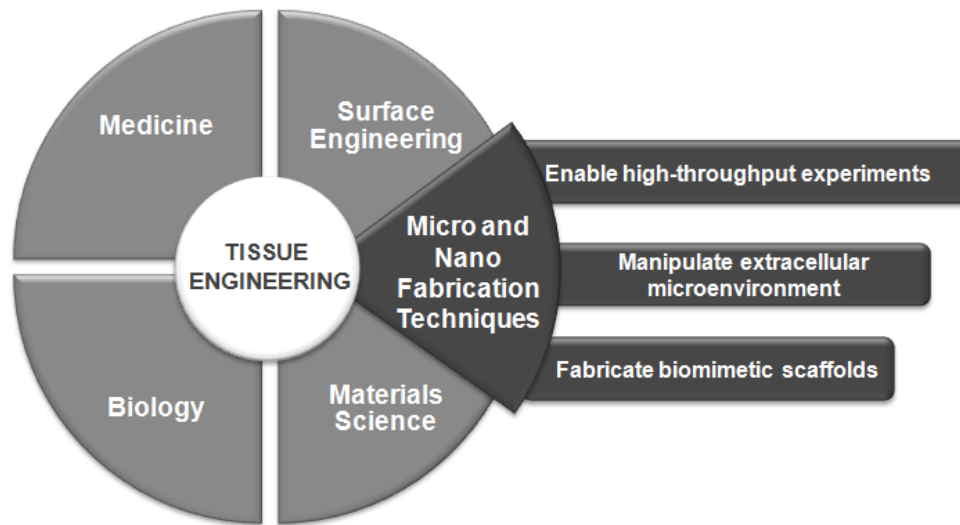 Medicine
Surface
Engineering
TISSUE
ENGINEERING
Micro and
Nano
Fabrication
Techniques
Enable high-throughput experiments
Manipulate extracellular
microenvironment
Fabricate biomimetic scaffolds
Biology
Materials
Science